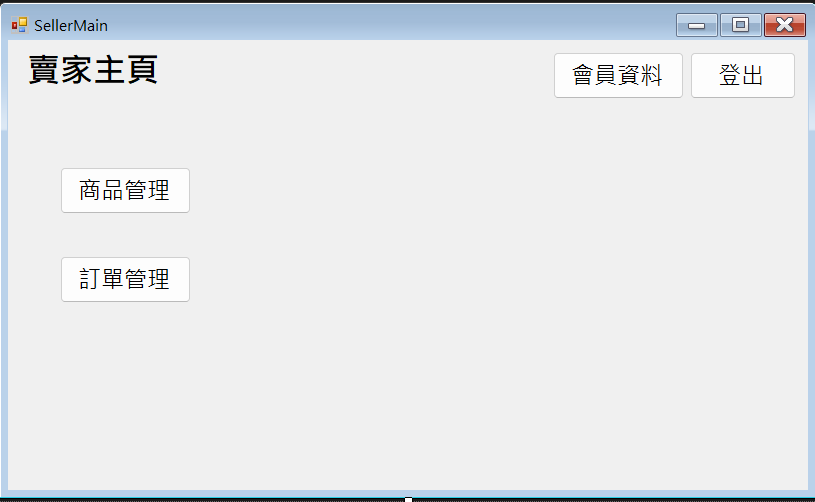 SellerMain
賣家主頁
會員資料
登出
商品管理
訂單管理